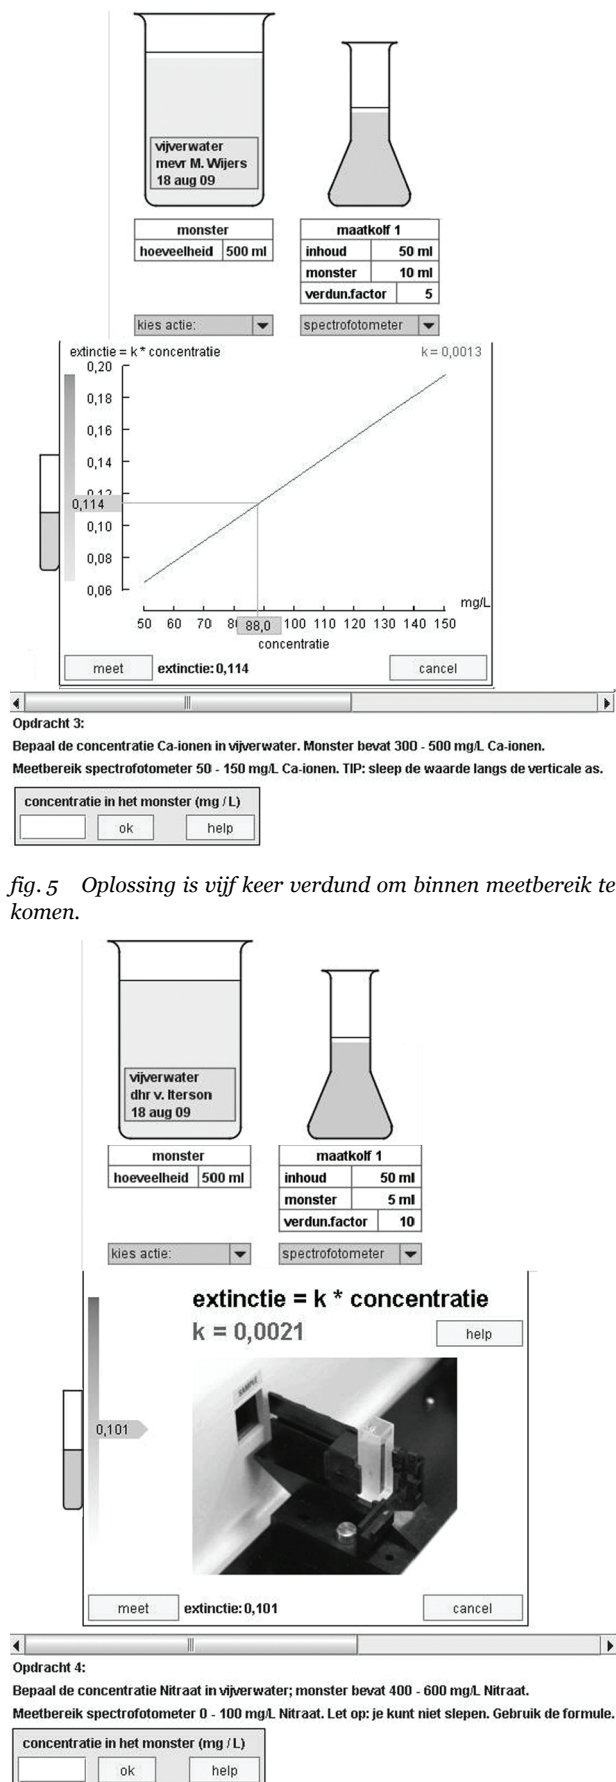 vijverwater
mevr M. Wijers
18 aug 09
monster
hoeveelheid 500 ml
maatkolf 1
inhoud 50 ml
monster 10 ml
verdun.factor 5
kies actie:
spectrofotometer
extinctie = k * concentratie
k = 0,0013
0,20
0,18
0,16
0,14
0,12
0,114
0,10
0,08
0,06
mg/L
50 60 70 88,0 100 110 120 130 140 150
concentratie
meet extinctie: 0,114 cancel
Opdracht 3:
Bepaal de concentratie Ca-ionen in vijverwater. Monster bevat 300 - 500 mg/L Ca-ionen.
Meetbereik spectrofotometer 50 - 150 mg/L Ca-ionen. TIP: sleep de waarde langs de verticale as.
concentratie in het monster (mg / L)
ok help
fig. 5 Oplossing is vijf keer verdund om binnen meetbereik te
komen.
vijverwater
dhr v. Iterson
18 aug 09
monster
hoeveelheid 500 ml
maatkolf 1
inhoud 50 ml
monster 5 ml
verdun.factor 10
kies actie:
spectrofotometer
extinctie = k * concentratie
k = 0,0021
help
SAMPLE
0,101
meet extinctie: 0,101 cancel
Opdracht 4:
Bepaal de concentratie Nitraat in vijverwater; monster bevat 400 - 600 mg/L Nitraat.
Meetbereik spectrofotometer 0 - 100 mg/L Nitraat. Let op: je kunt niet slepen. Gebruik de formule.
concentratie in het monster (mg / L)
ok help